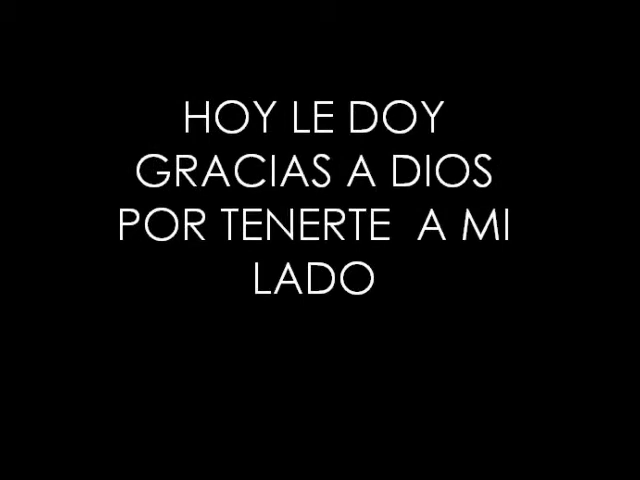 HOY LE DOY
GRACIAS A DIOS
POR TENERTE  A MI
LADO